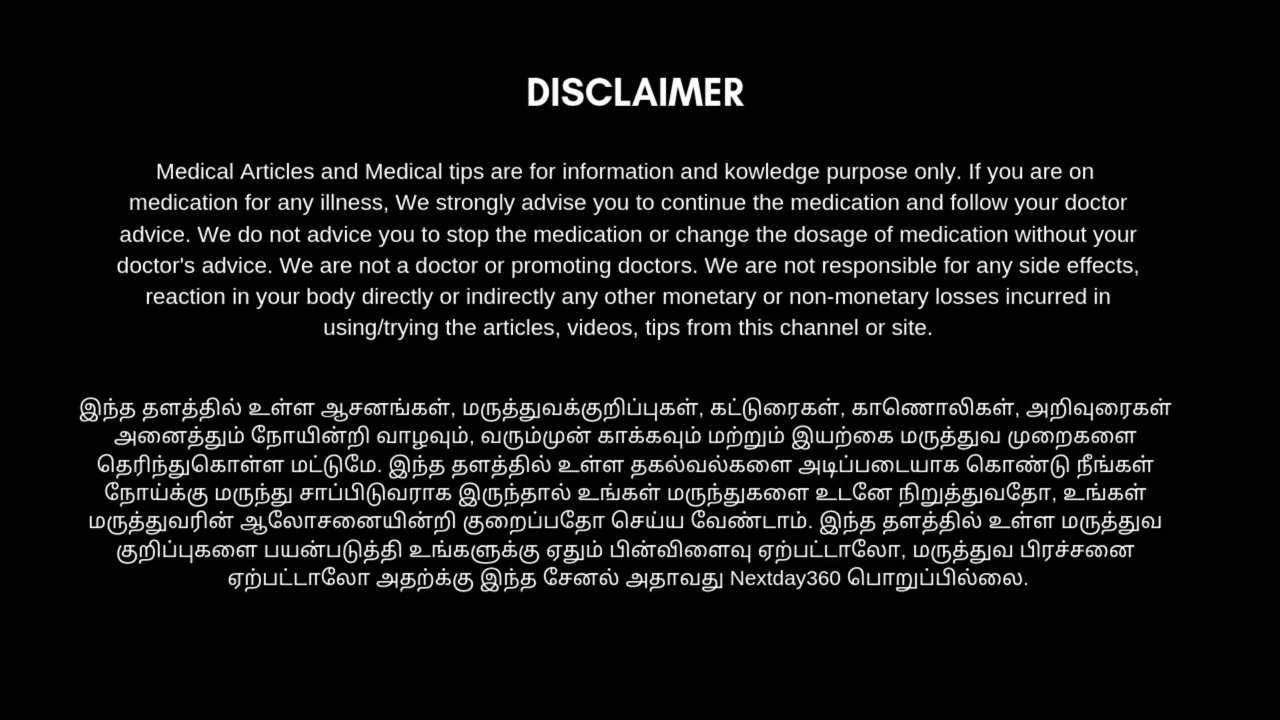 DISCLAIMER
Medical Articles and Medical tips are for information and kowledge purpose only. If you are on
medication for any illness, We strongly advise you to continue the medication and follow your doctor
advice. We do not advice you to stop the medication or change the dosage of medication without your
doctor's advice. We are not a doctor or promoting doctors. We are not responsible for any side effects,
reaction in your body directly or indirectly any other monetary or non-monetary losses incurred in
using/trying the articles, videos, tips from this channel or site.
இந்த தளத்தில் உள்ள ஆசனங்கள், மருத்துவக்குறிப்புகள், கட்டுரைகள், காணொலிகள், அறிவுரைகள்
அனைத்தும் நோயின்றி வாழவும், வரும்முன் காக்கவும் மற்றும் இயற்கை மருத்துவ முறைகளை
தெரிந்துகொள்ள மட்டுமே. இந்த தளத்தில் உள்ள தகல்வல்களை அடிப்படையாக கொண்டு நீங்கள்
நோய்க்கு மருந்து சாப்பிடுவராக இருந்தால் உங்கள் மருந்துகளை உடனே நிறுத்துவதோ, உங்கள்
மருத்துவரின் ஆலோசனையின்றி குறைப்பதோ செய்ய வேண்டாம். இந்த தளத்தில் உள்ள மருத்துவ
குறிப்புகளை பயன்படுத்தி உங்களுக்கு ஏதும் பின்விளைவு ஏற்பட்டாலோ, மருத்துவ பிரச்சனை
ஏற்பட்டாலோ அதற்க்கு இந்த சேனல் அதாவது Nextday360 பொறுப்பில்லை.